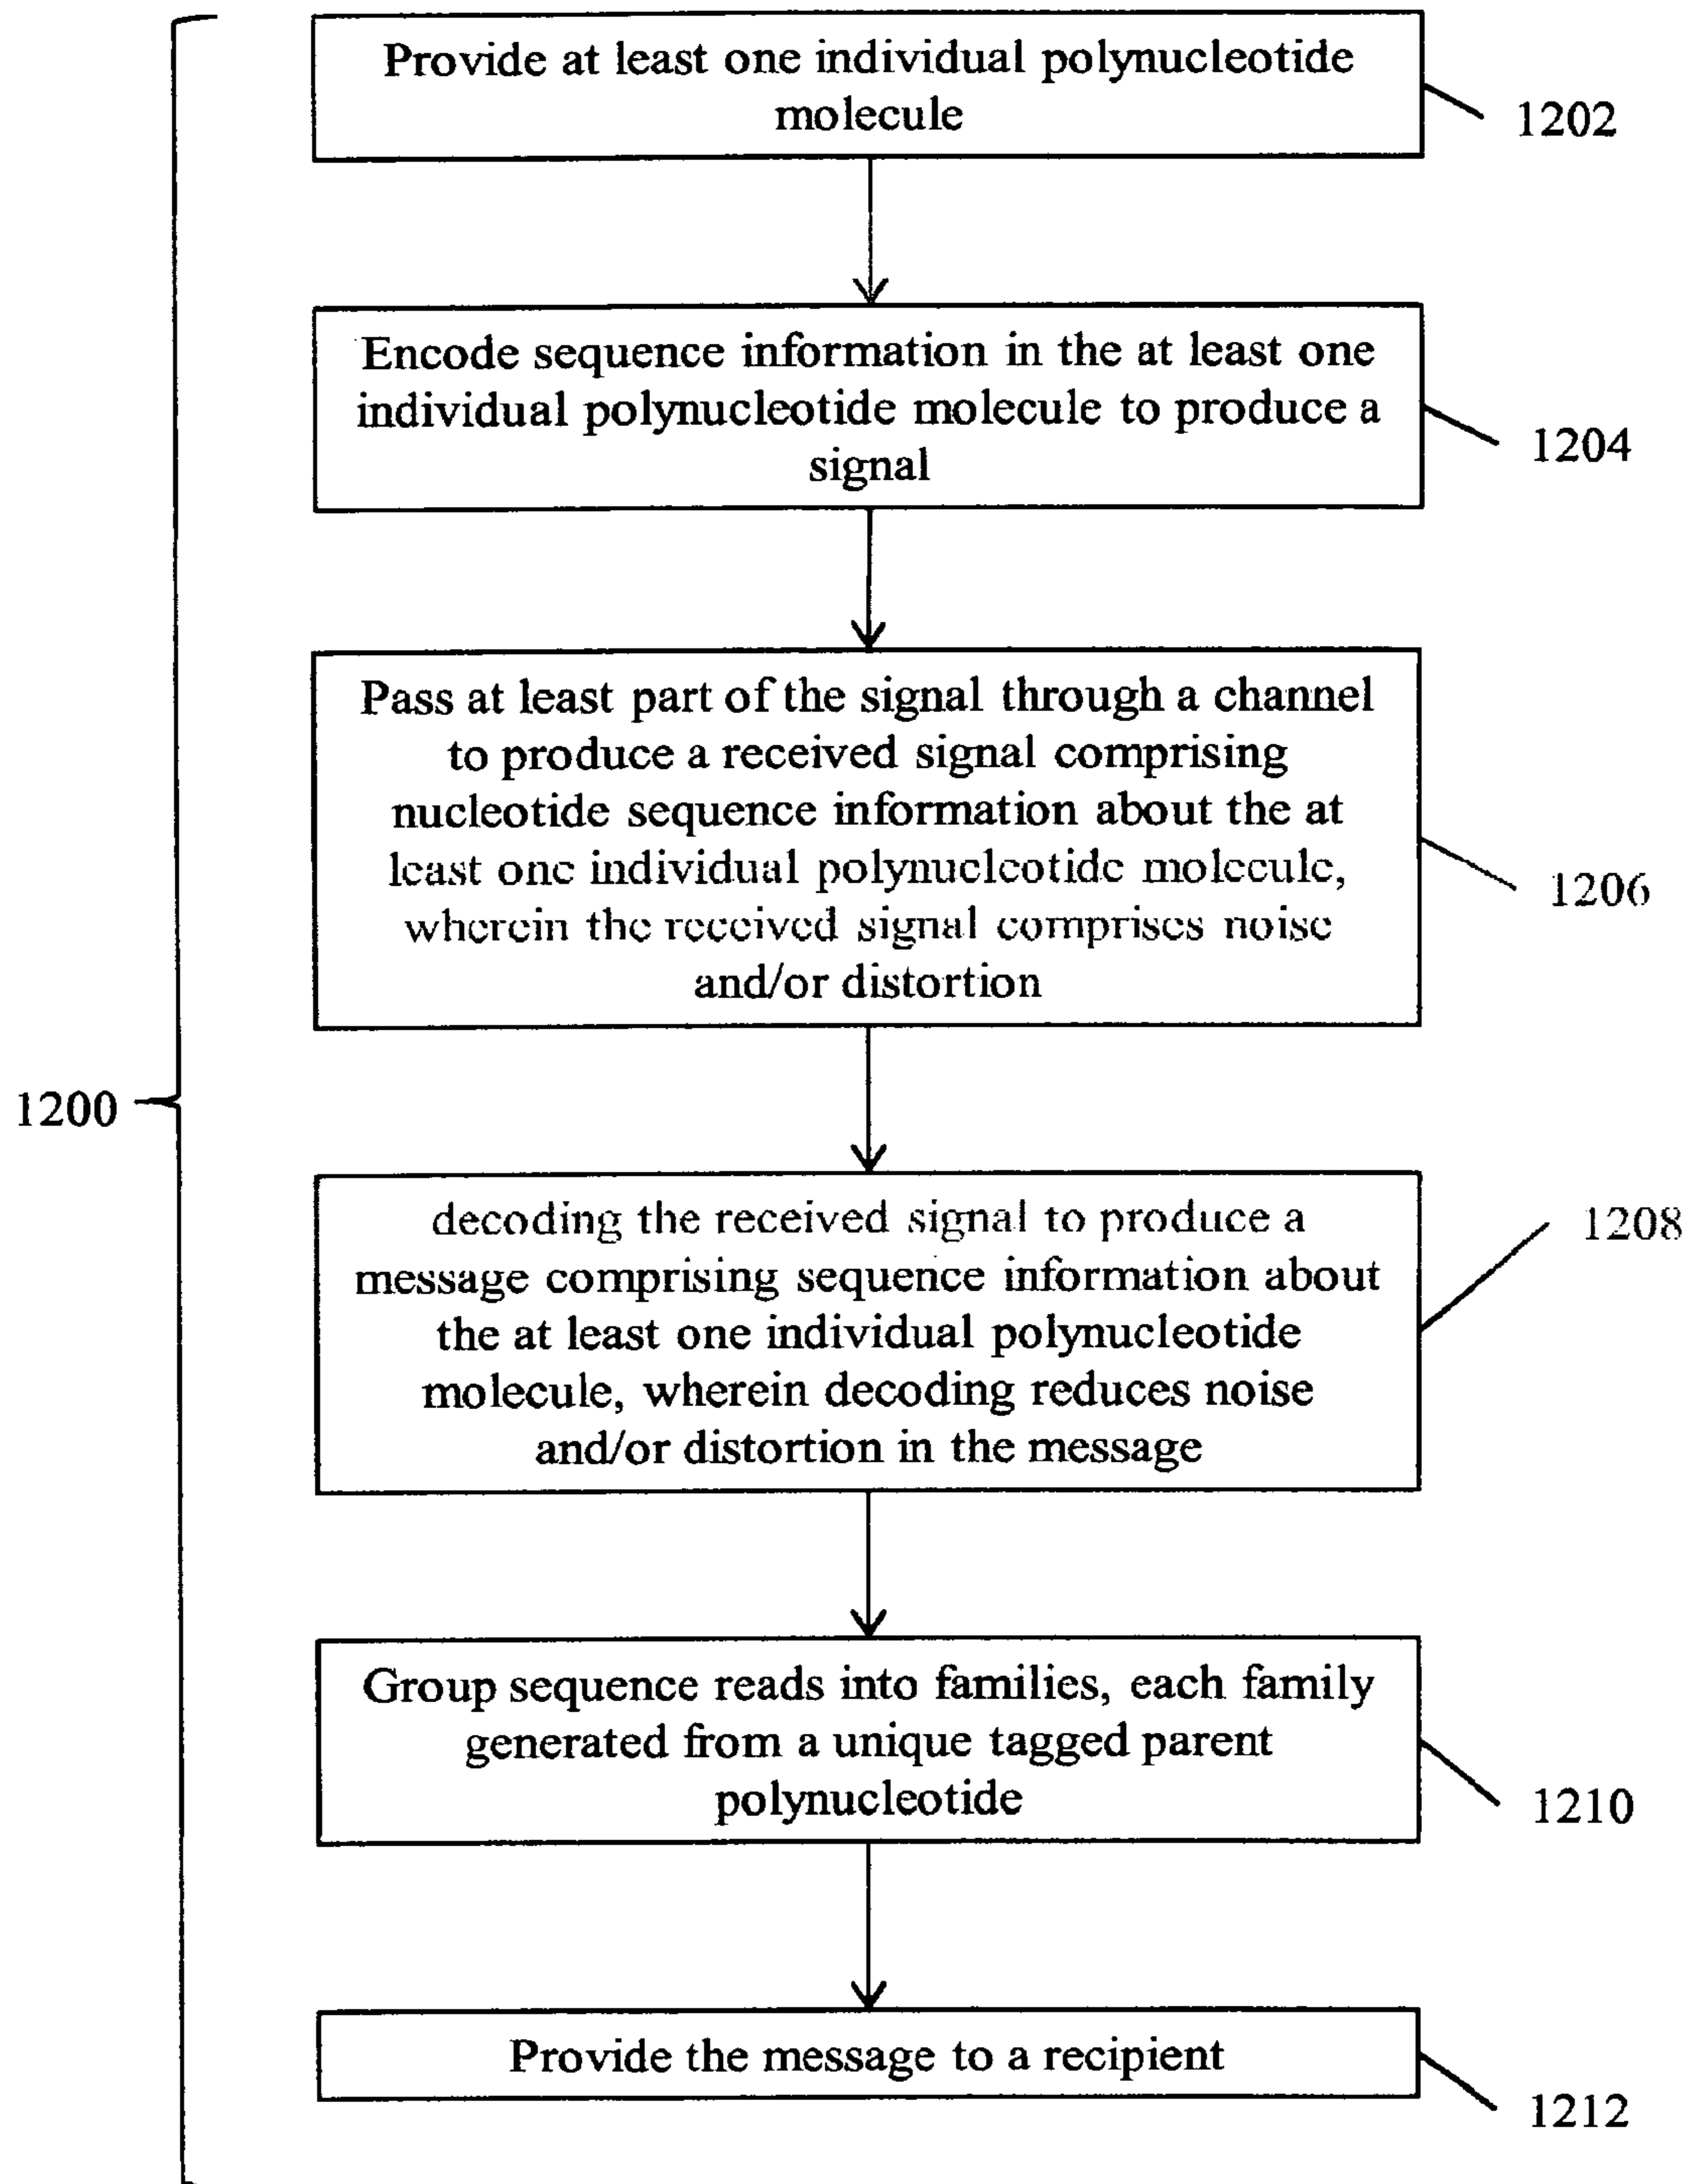 Provide at least one individual polynucleotide
molecule
1202
Encode sequence information in the at least one
individual polynucleotide molecule to produce a
signal
1204
Pass at least part of the signal through a channel
to produce a received signal comprising
nucleotide sequence information about the at
least one individual polynucleotide molecule,
wherein the received signal comprises noise
and/or distortion
1206
1200
decoding the received signal to produce a
message comprising sequence information about
the at least one individual polynucleotide
molecule, wherein decoding reduces noise
and/or distortion in the message
1208
Group sequence reads into families, each family
generated from a unique tagged parent
polynucleotide
1210
Provide the message to a recipient
1212